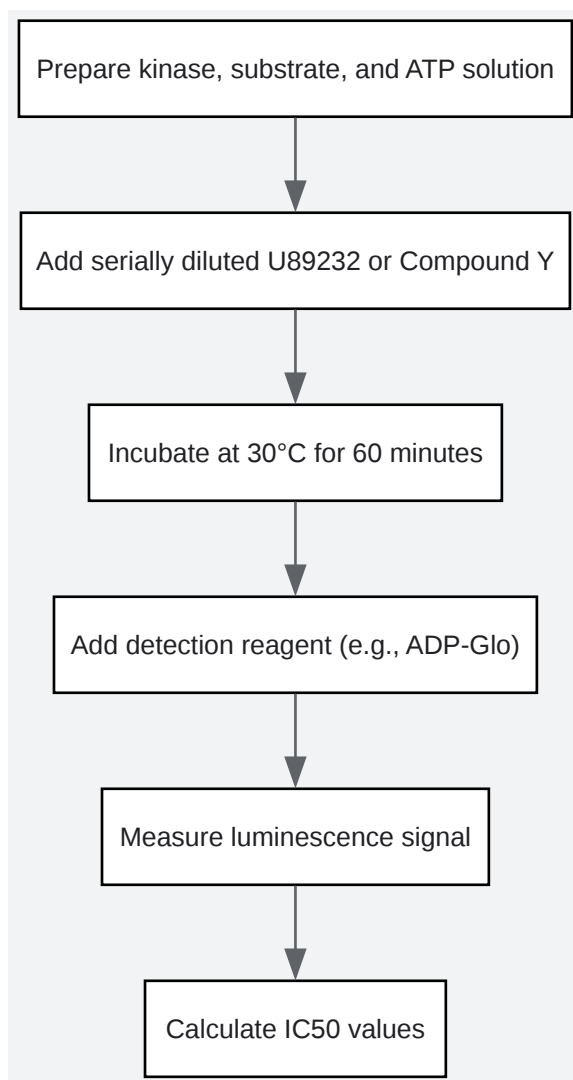 Prepare kinase, substrate, and ATP solution
Add serially diluted U89232 or Compound Y
Incubate at 30°C for 60 minutes
Add detection reagent (e.g., ADP-Glo)
Measure luminescence signal
Calculate IC50 values